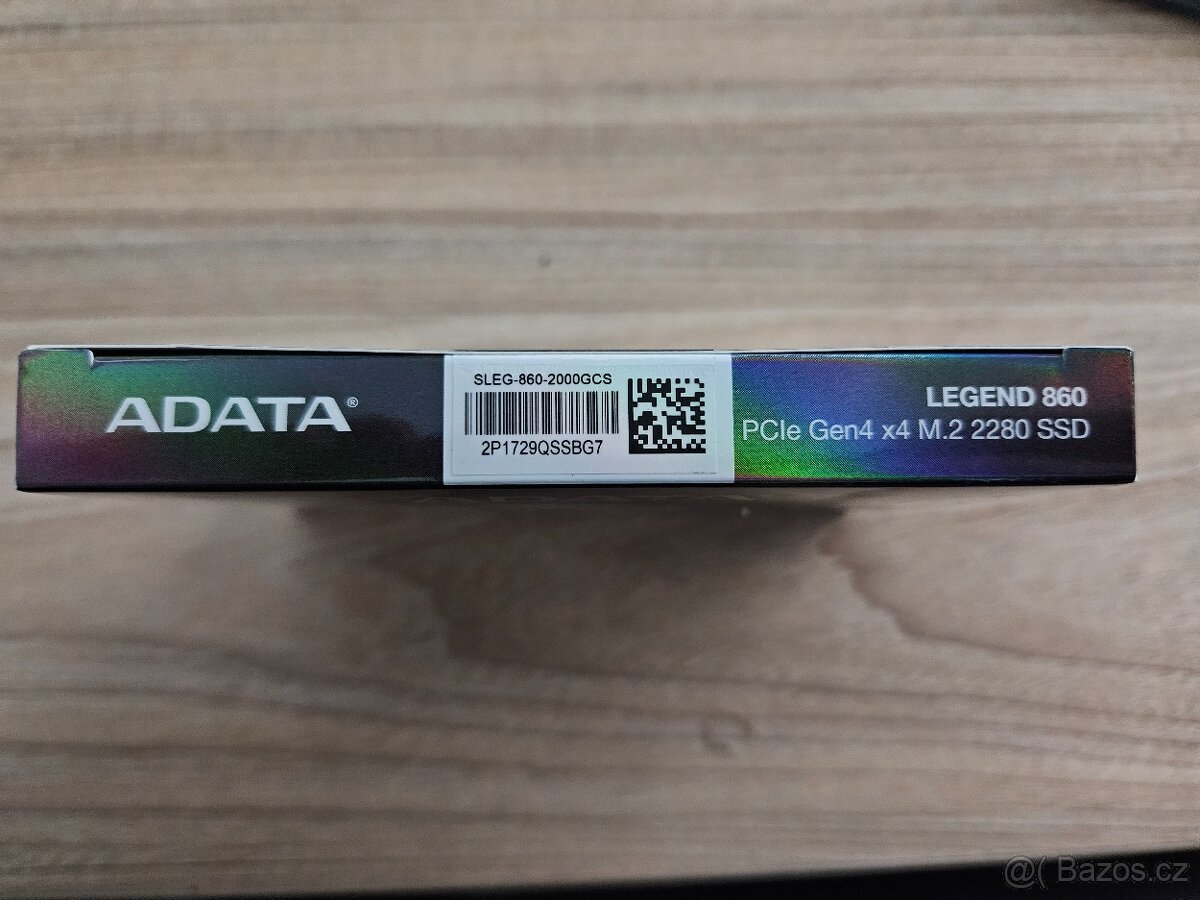 ADATA®
SLEG-860-2000GCS
2P1729QSSBG7
LEGEND 860
PCIe Gen4 x4 M.2 2280 SSD
@( Bazos.cz